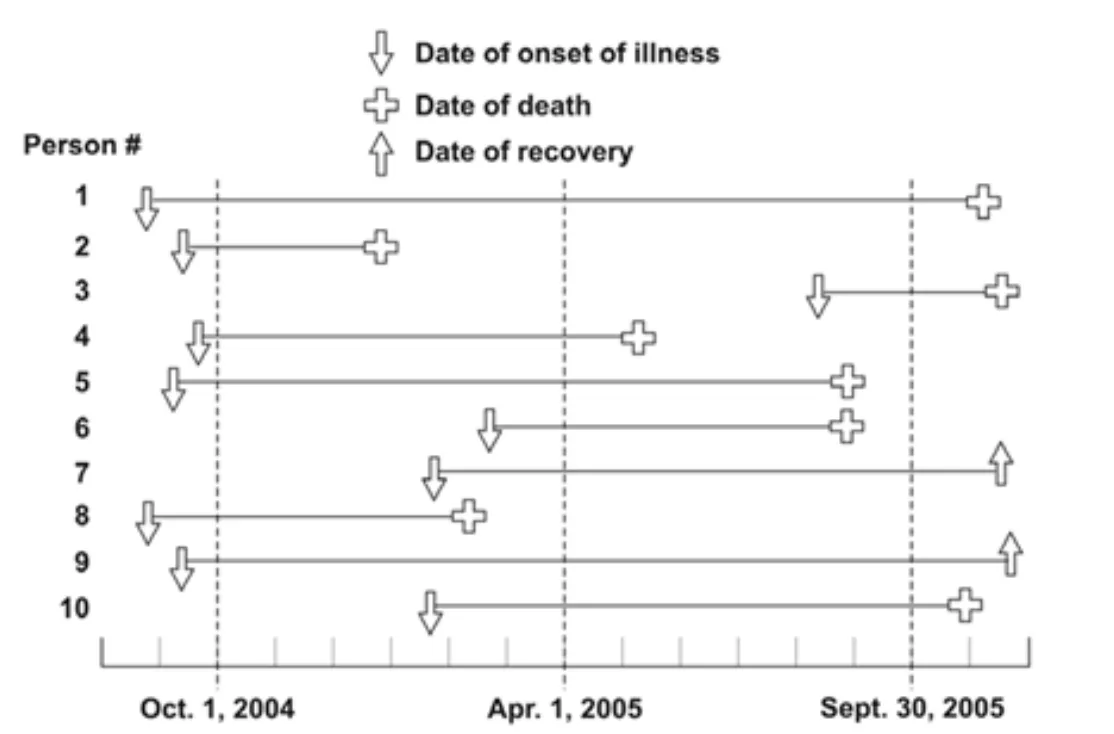 Date of onset of illness
Date of death
Date of recovery
Person #
1
2
3
4
5
6
7
8
9
10
Oct. 1, 2004
Apr. 1, 2005
Sept. 30, 2005